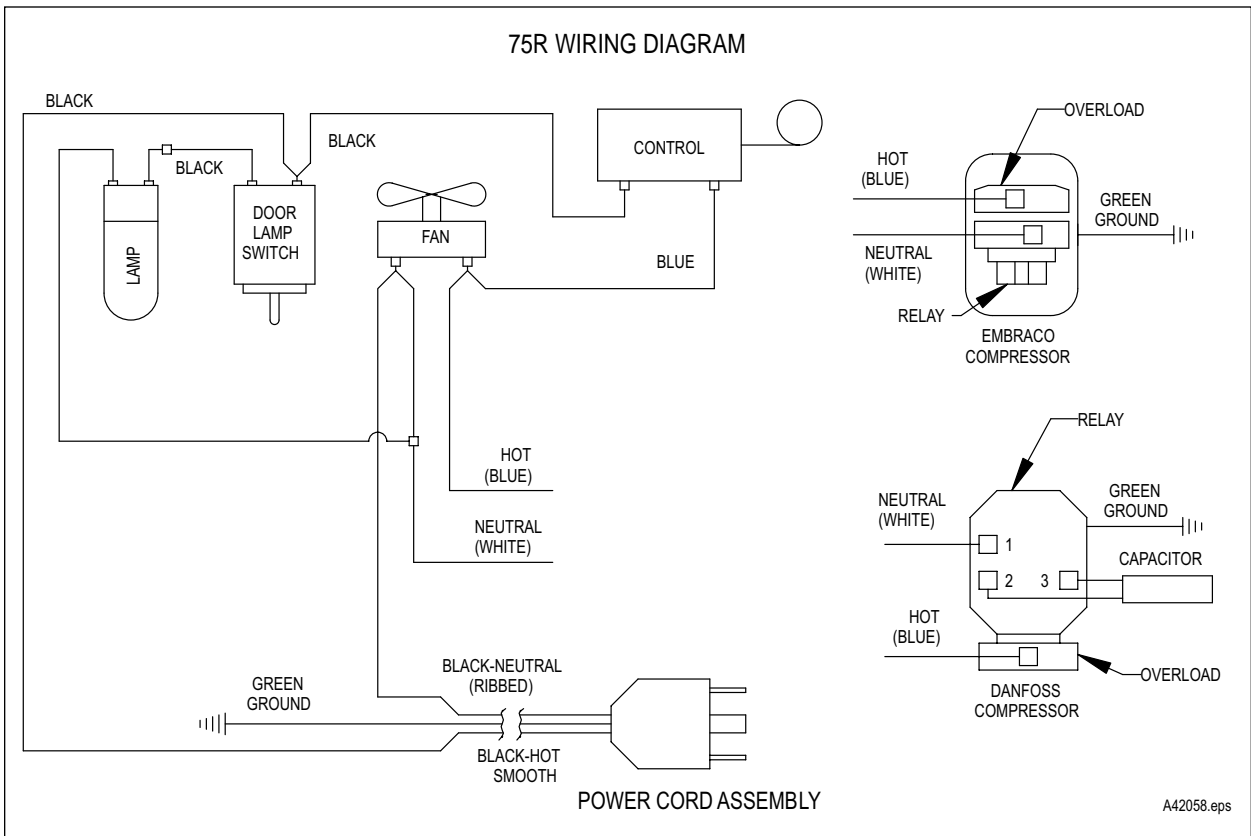 75R WIRING DIAGRAM
BLACK
BLACK
BLACK
LAMP
DOOR
LAMP
SWITCH
FAN
CONTROL
BLUE
HOT
(BLUE)
NEUTRAL
(WHITE)
GREEN
GROUND
BLACK-NEUTRAL
(RIBBED)
BLACK-HOT
SMOOTH
POWER CORD ASSEMBLY
OVERLOAD
HOT
(BLUE)
GREEN
GROUND
NEUTRAL
(WHITE)
RELAY
EMBRACO
COMPRESSOR
RELAY
NEUTRAL
(WHITE)
GREEN
GROUND
1
2
3
CAPACITOR
HOT
(BLUE)
OVERLOAD
DANFOSS
COMPRESSOR
A42058.eps